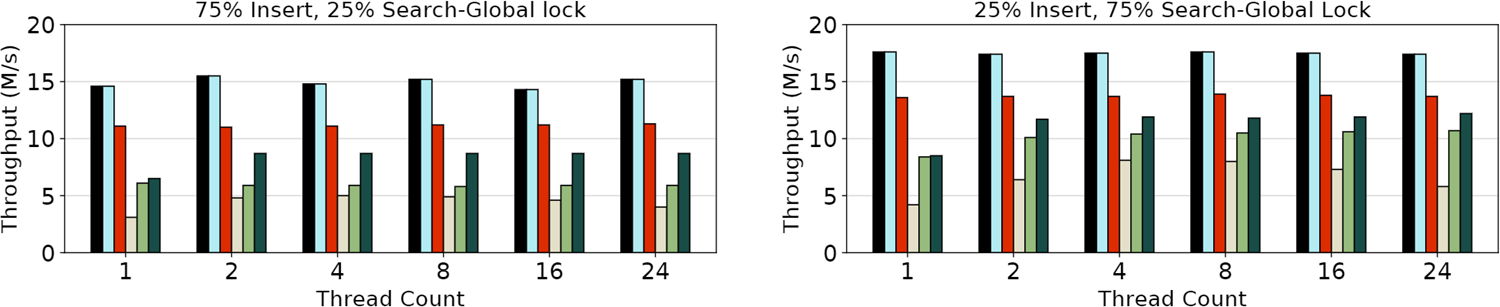 75% Insert, 25% Search-Global lock
Throughput (M/s)
20
15
10
5
0
1 2 4 8 16 24
Thread Count
25% Insert, 75% Search-Global Lock
Throughput (M/s)
20
15
10
5
0
1 2 4 8 16 24
Thread Count